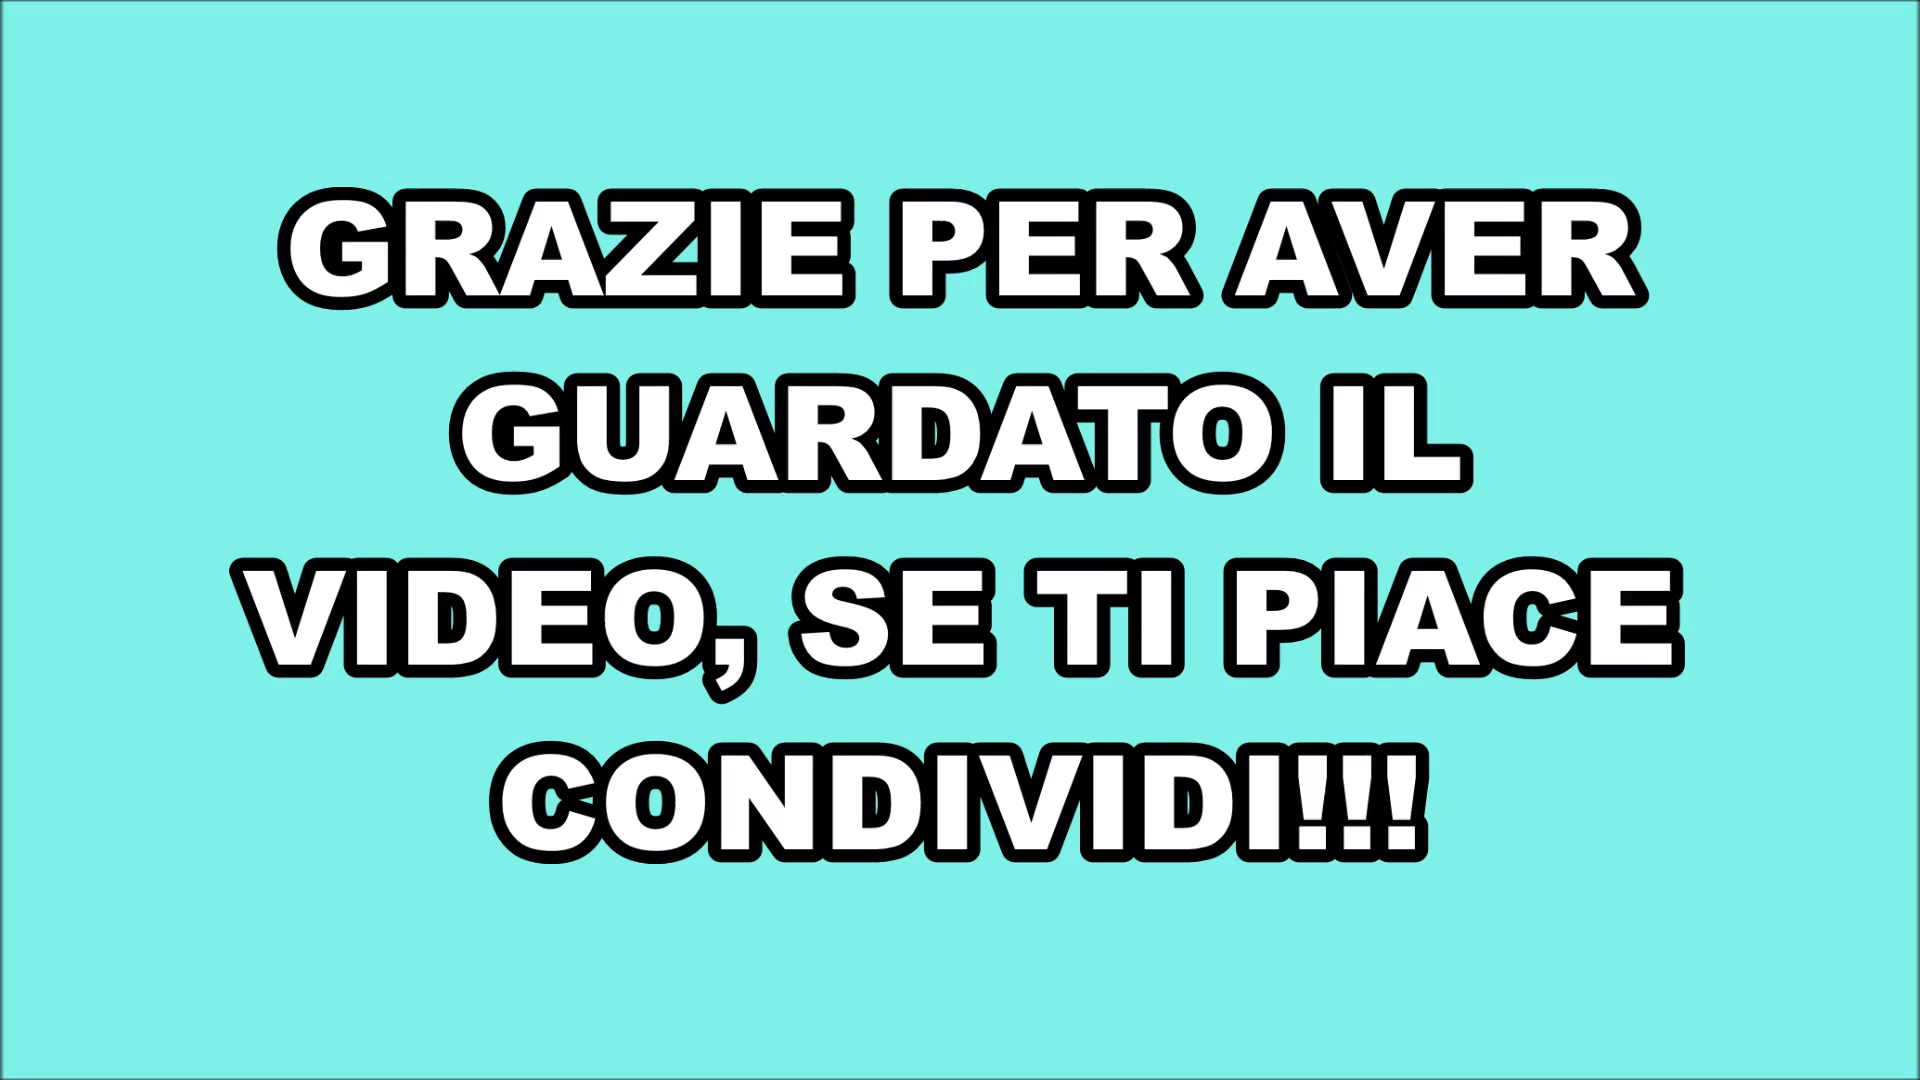 GRAZIE PER AVER
GUARDATO IL
VIDEO, SE TI PIACE
CONDIVIDI!!!